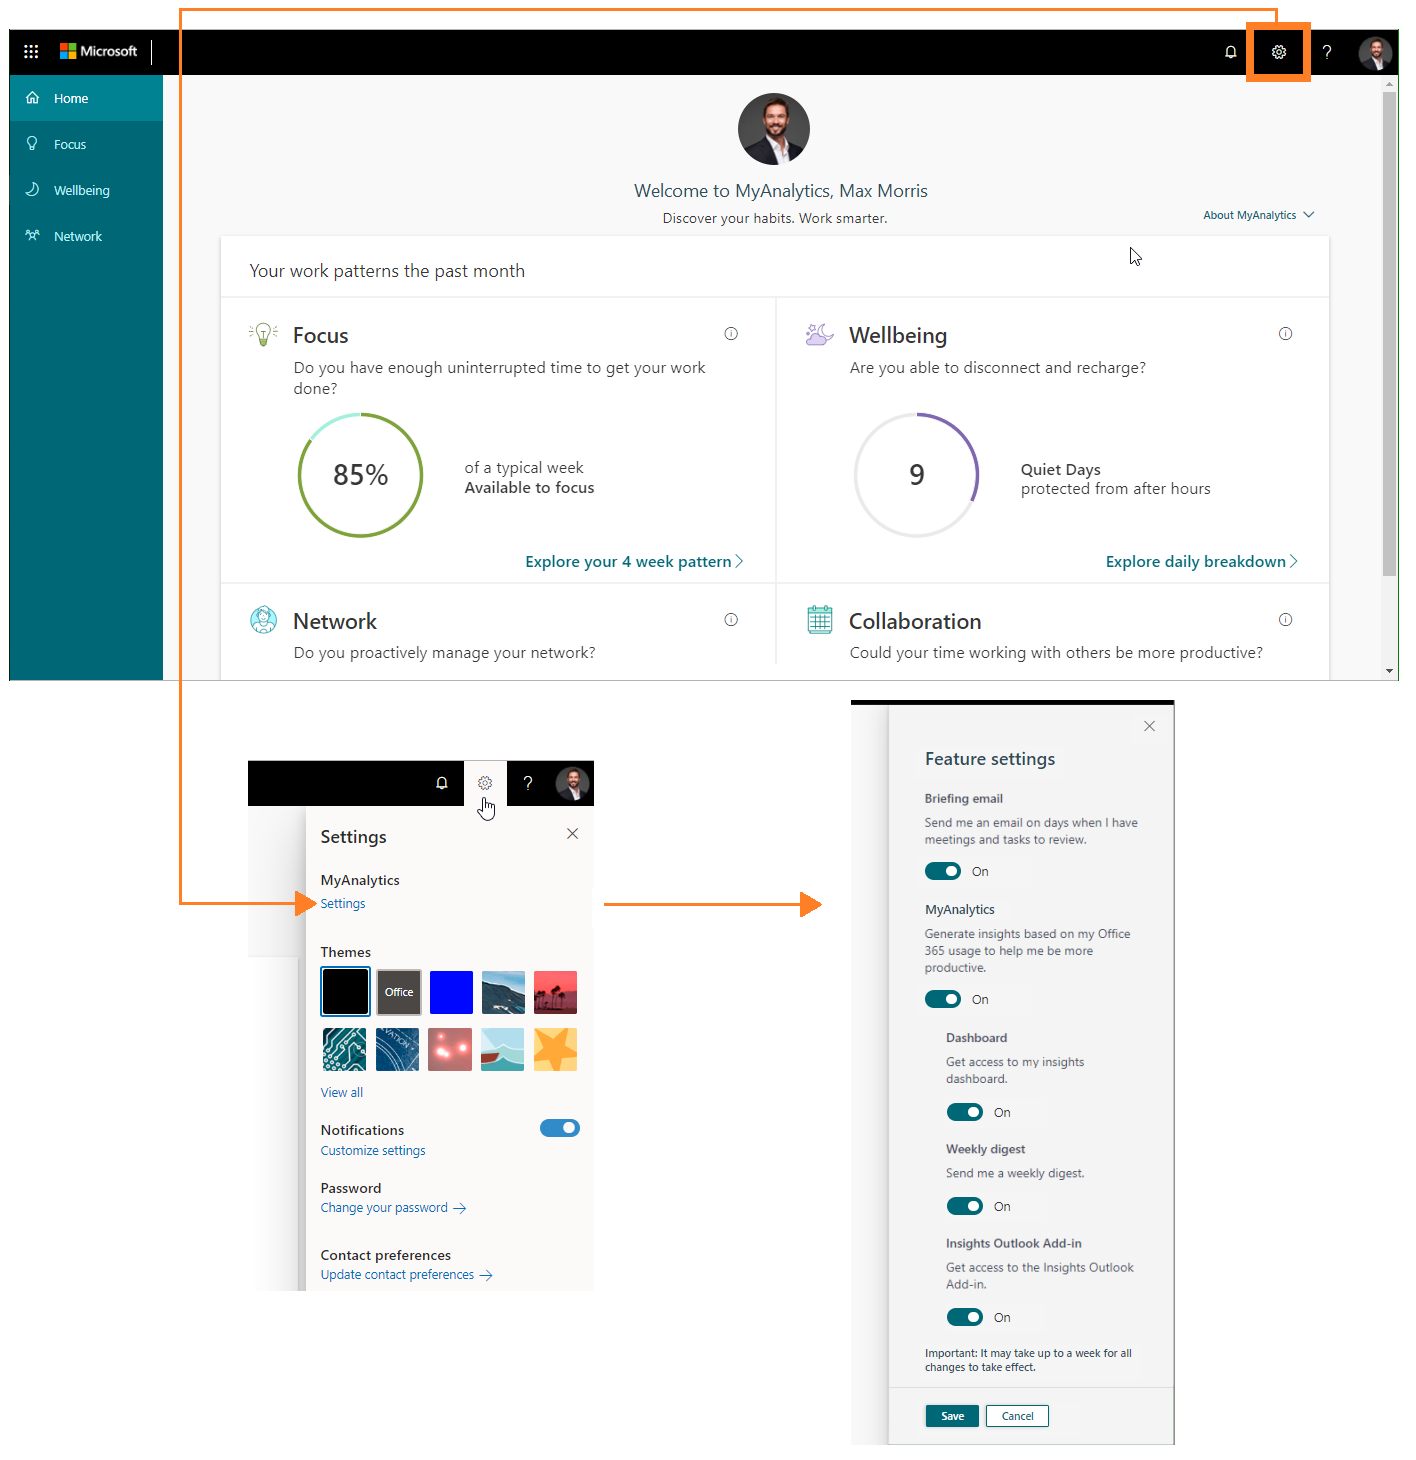 Microsoft
?
Home
Focus
Wellbeing
Network
Welcome to MyAnalytics, Max Morris
Discover your habits. Work smarter.
About MyAnalytics
Your work patterns the past month
Focus
Do you have enough uninterrupted time to get your work
done?
85%
of a typical week
Available to focus
Explore your 4 week pattern
Wellbeing
Are you able to disconnect and recharge?
9
Quiet Days
protected from after hours
Explore daily breakdown
Network
Do you proactively manage your network?
Collaboration
Could your time working with others be more productive?
?
Settings
MyAnalytics
Settings
Themes
Office
VATION
View all
Notifications
Customize settings
Password
Change your password →
Contact preferences
Update contact preferences →
Feature settings
Briefing email
Send me an email on days when I have
meetings and tasks to review.
On
MyAnalytics
Generate insights based on my Office
365 usage to help me be more
productive.
On
Dashboard
Get access to my insights
dashboard.
On
Weekly digest
Send me a weekly digest.
On
Insights Outlook Add-in
Get access to the Insights Outlook
Add-in.
On
Important: It may take up to a week for all
changes to take effect.
Save
Cancel